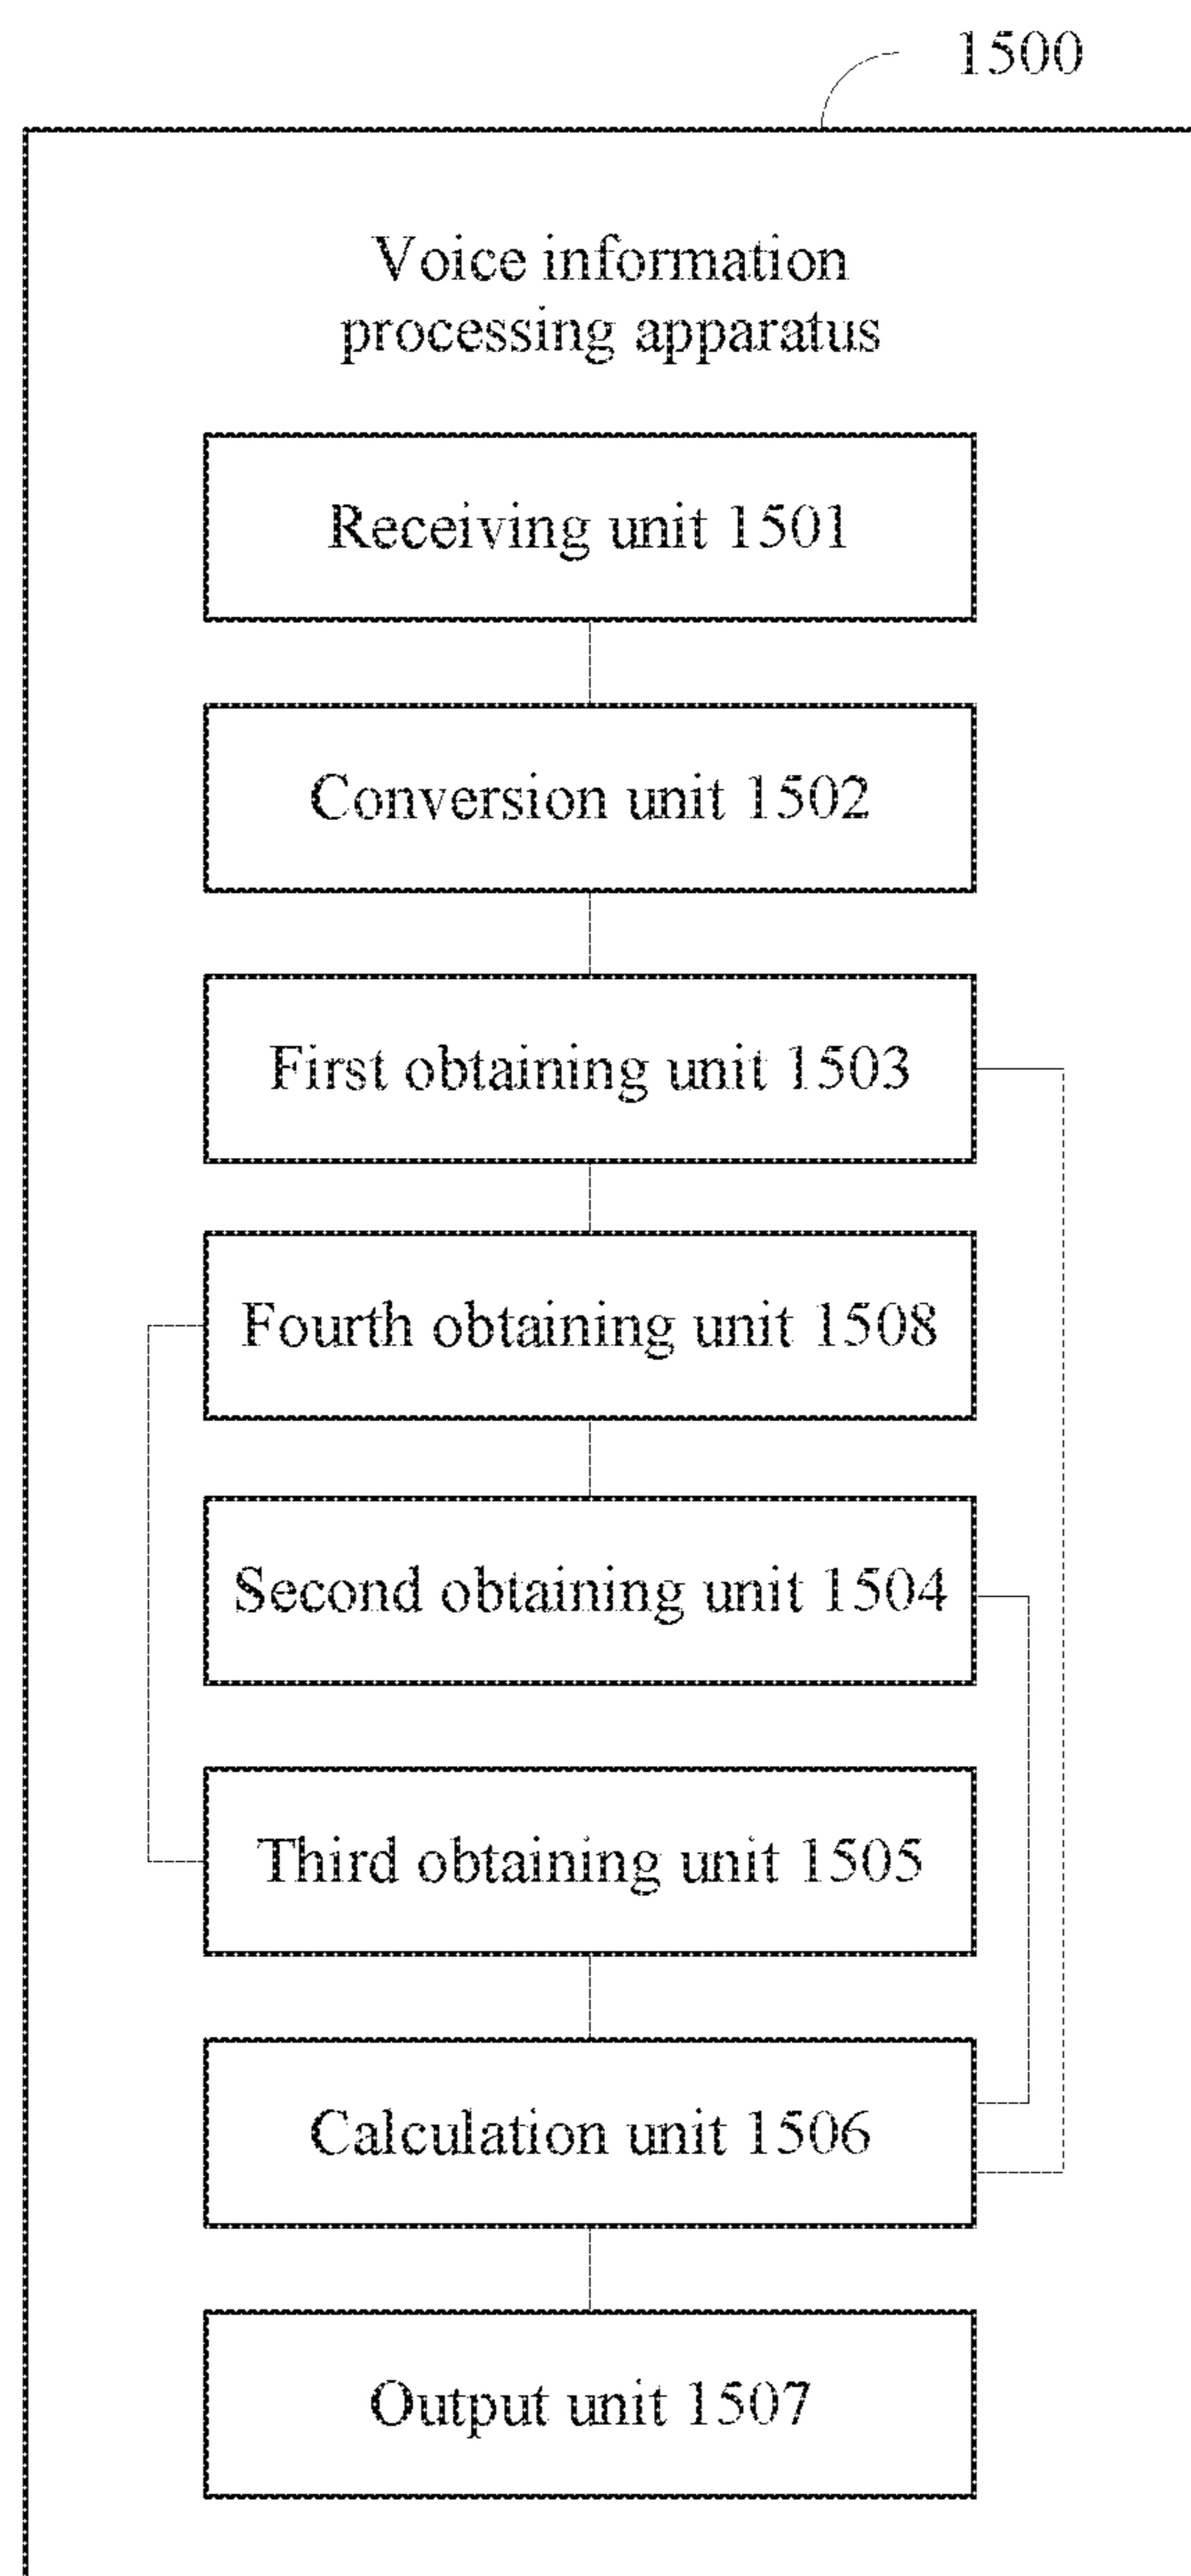 1500
Voice information
processing apparatus
Receiving unit 1501
Conversion unit 1502
First obtaining unit 1503
Fourth obtaining unit 1508
Second obtaining unit 1504
Third obtaining unit 1505
Calculation unit 1506
Output unit 1507